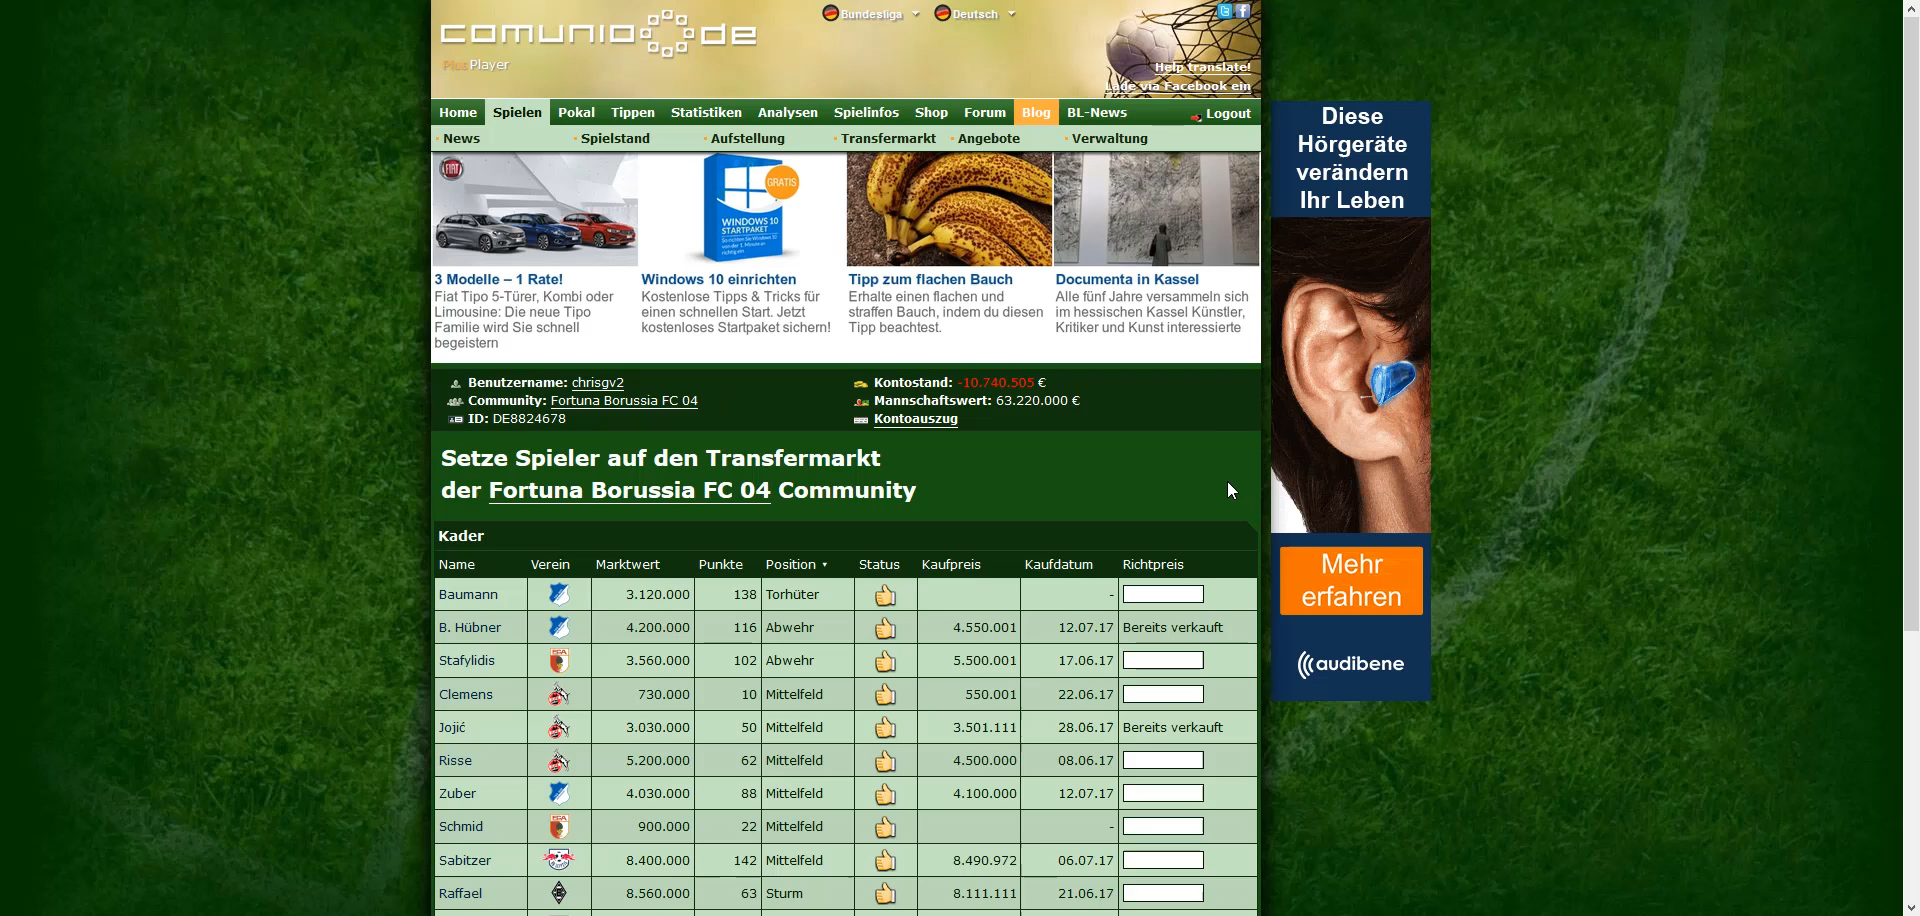 Bundesliga Deutsch
comunio.de
PlusPlayer
Help translate!
Lade via Facebook ein
Home Spielen Pokal Tippen Statistiken Analysen Spielinfos Shop Forum Blog BL-News Logout
News Spielstand Aufstellung Transfermarkt Angebote Verwaltung
FIAT
GRATIS
WINDOWS 10
STARTPAKET
3 Modelle – 1 Rate!
Fiat Tipo 5-Türer, Kombi oder
Limousine: Die neue Tipo
Familie wird Sie schnell
begeistern
Windows 10 einrichten
Kostenlose Tipps & Tricks für
einen schnellen Start. Jetzt
kostenloses Startpaket sichern!
Tipp zum flachen Bauch
Erhalte einen flachen und
straffen Bauch, indem du diesen
Tipp beachtest.
Documenta in Kassel
Alle fünf Jahre versammeln sich
im hessischen Kassel Künstler,
Kritiker und Kunst interessierte
Benutzername: chrisgv2
Community: Fortuna Borussia FC 04
ID: DE8824678
Kontostand: -10.740.505 €
Mannschaftswert: 63.220.000 €
Kontoauszug
Setze Spieler auf den Transfermarkt
der Fortuna Borussia FC 04 Community
Kader
Name Verein Marktwert Punkte Position Status Kaufpreis Kaufdatum Richtpreis
Baumann 3.120.000 138 Torhüter -
B. Hübner 4.200.000 116 Abwehr 4.550.001 12.07.17 Bereits verkauft
Stafylidis FCA 3.560.000 102 Abwehr 5.500.001 17.06.17
Clemens 730.000 10 Mittelfeld 550.001 22.06.17
Jojić 3.030.000 50 Mittelfeld 3.501.111 28.06.17 Bereits verkauft
Risse 5.200.000 62 Mittelfeld 4.500.000 08.06.17
Zuber 4.030.000 88 Mittelfeld 4.100.000 12.07.17
Schmid FCA 900.000 22 Mittelfeld -
Sabitzer 8.400.000 142 Mittelfeld 8.490.972 06.07.17
Raffael 8.560.000 63 Sturm 8.111.111 21.06.17
Diese
Hörgeräte
verändern
Ihr Leben
Mehr
erfahren
audibene